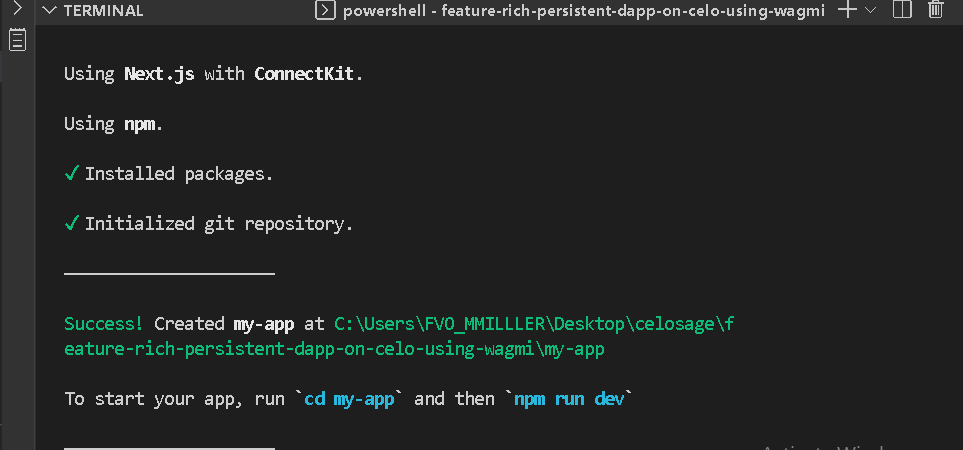 TERMINAL
powershell - feature-rich-persistent-dapp-on-celo-using-wagmi
Using Next.js with ConnectKit.
Using npm.
✓ Installed packages.
✓ Initialized git repository.
Success! Created my-app at C:\Users\FVO_MMILLLER\Desktop\celosage\f
eature-rich-persistent-dapp-on-celo-using-wagmi\my-app
To start your app, run `cd my-app` and then `npm run dev`